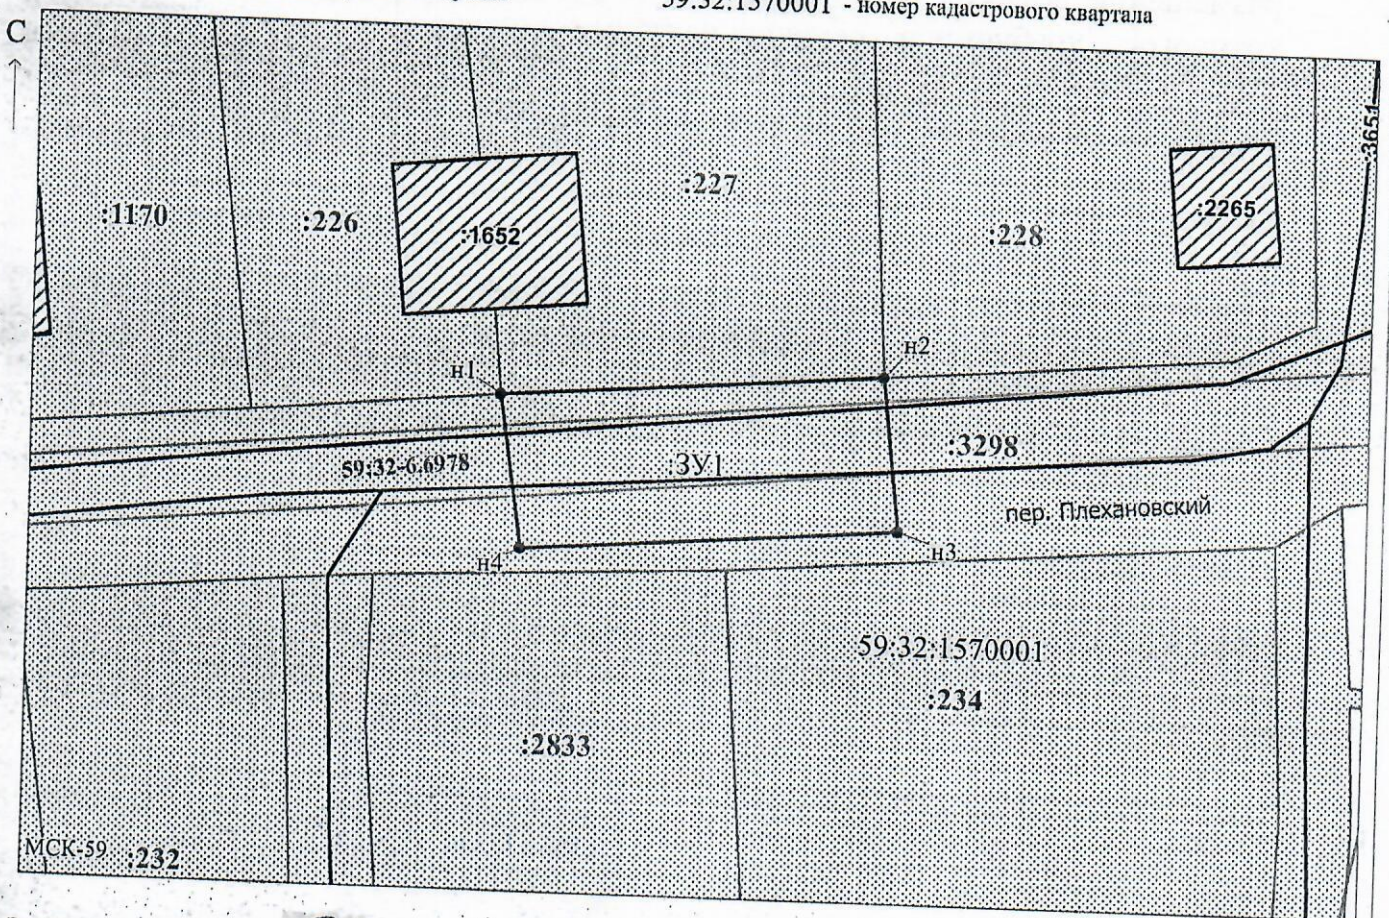 59:32:1570001 - номер кадастрового квартала
С
:3651
:227
:1170
:226
:1652
:228
:2265
н1
н2
59:32-6.6978
:ЗУ1
:3298
пер. Плехановский
н4
н3
59:32:1570001
:234
:2833
МСК-59
:232